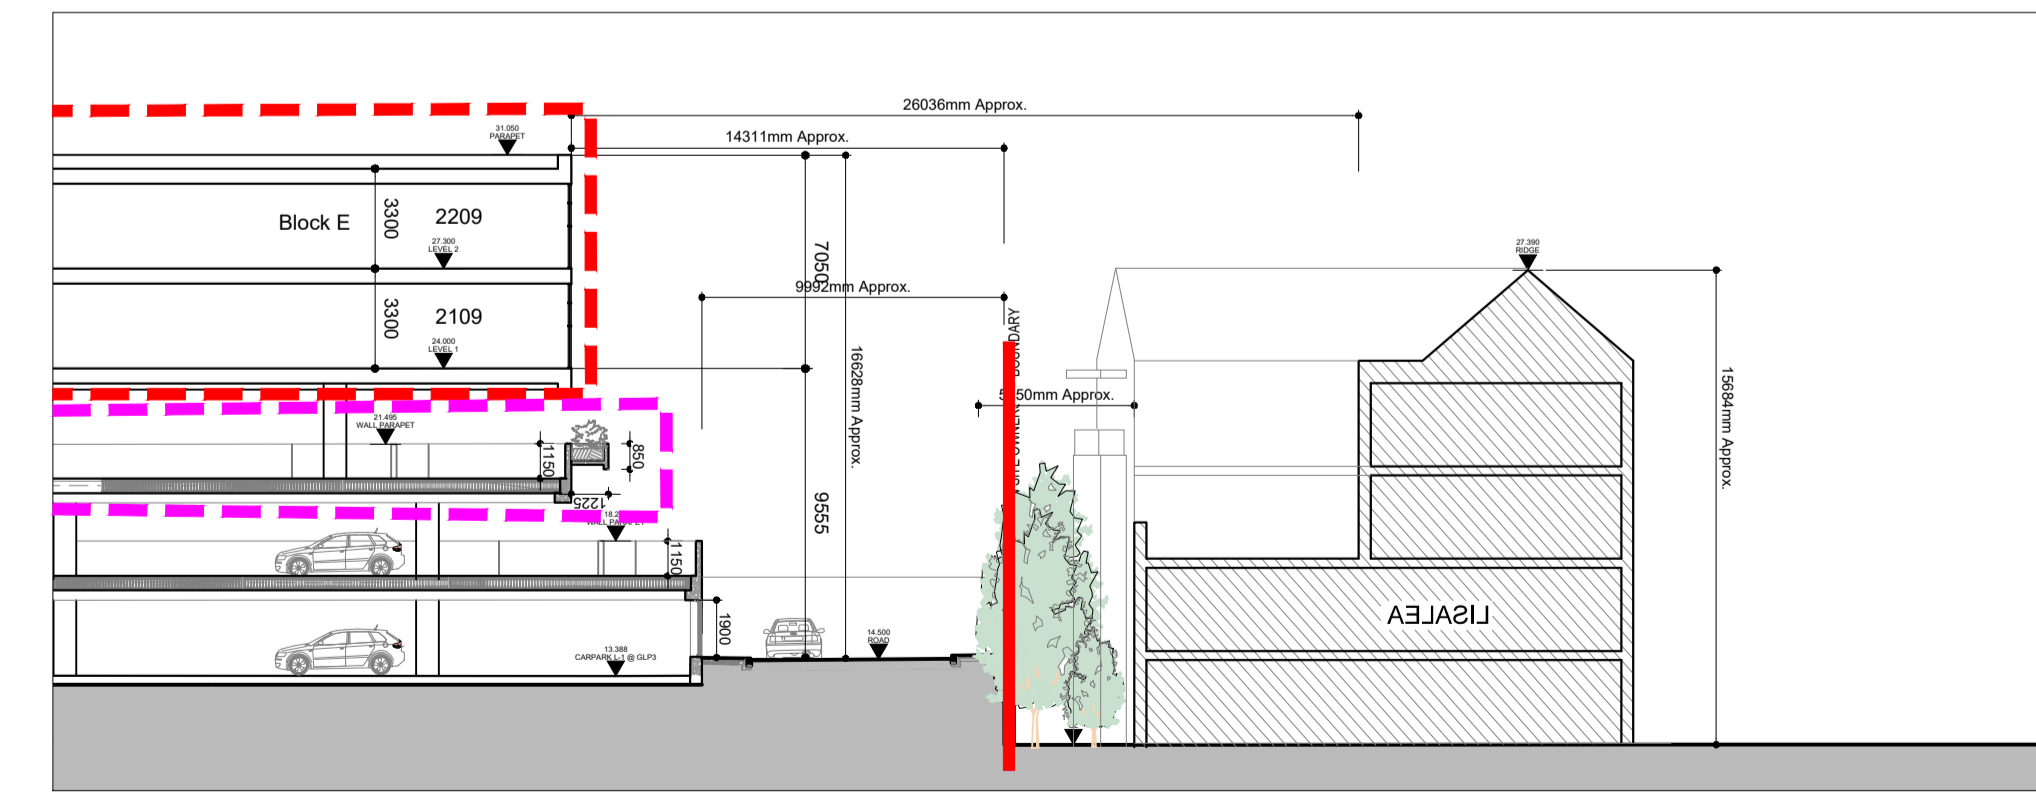 26036mm Approx.
14311mm Approx.
31.050
PARAPET
Block E
3300
2209
27.300
LEVEL 2
7050
9992mm Approx.
27.390
RIDGE
3300
2109
24.000
LEVEL 1
16628mm Approx.
BOUNDARY
15684mm Approx.
50mm Approx.
21.495
WALL PARAPET
1150
850
1225
9555
1150
1900
14.500
ROAD
13.388
CARPARK L-1 @ GLP3
LISALEA